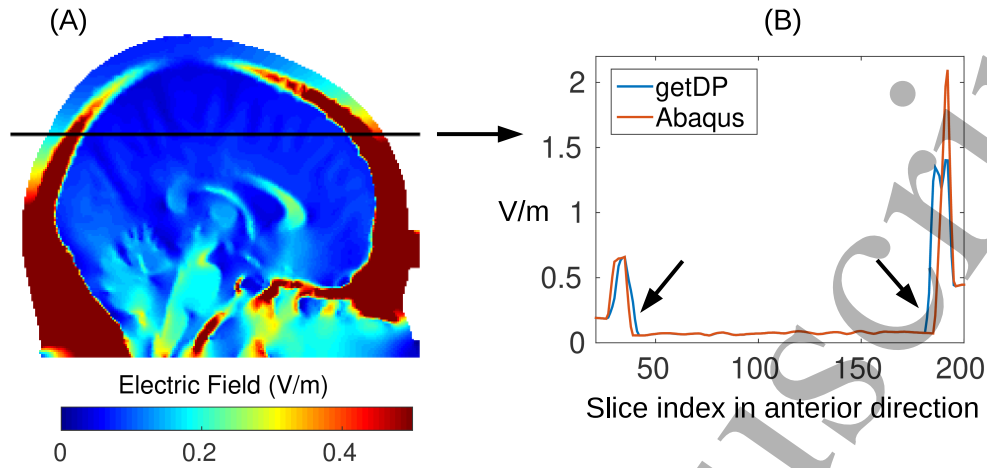 (A)
Electric Field (V/m)
0
0.2
0.4
(B)
getDP
Abaqus
2
1.5
V/m
1
0.5
0
50
100
150
200
Slice index in anterior direction
uscri